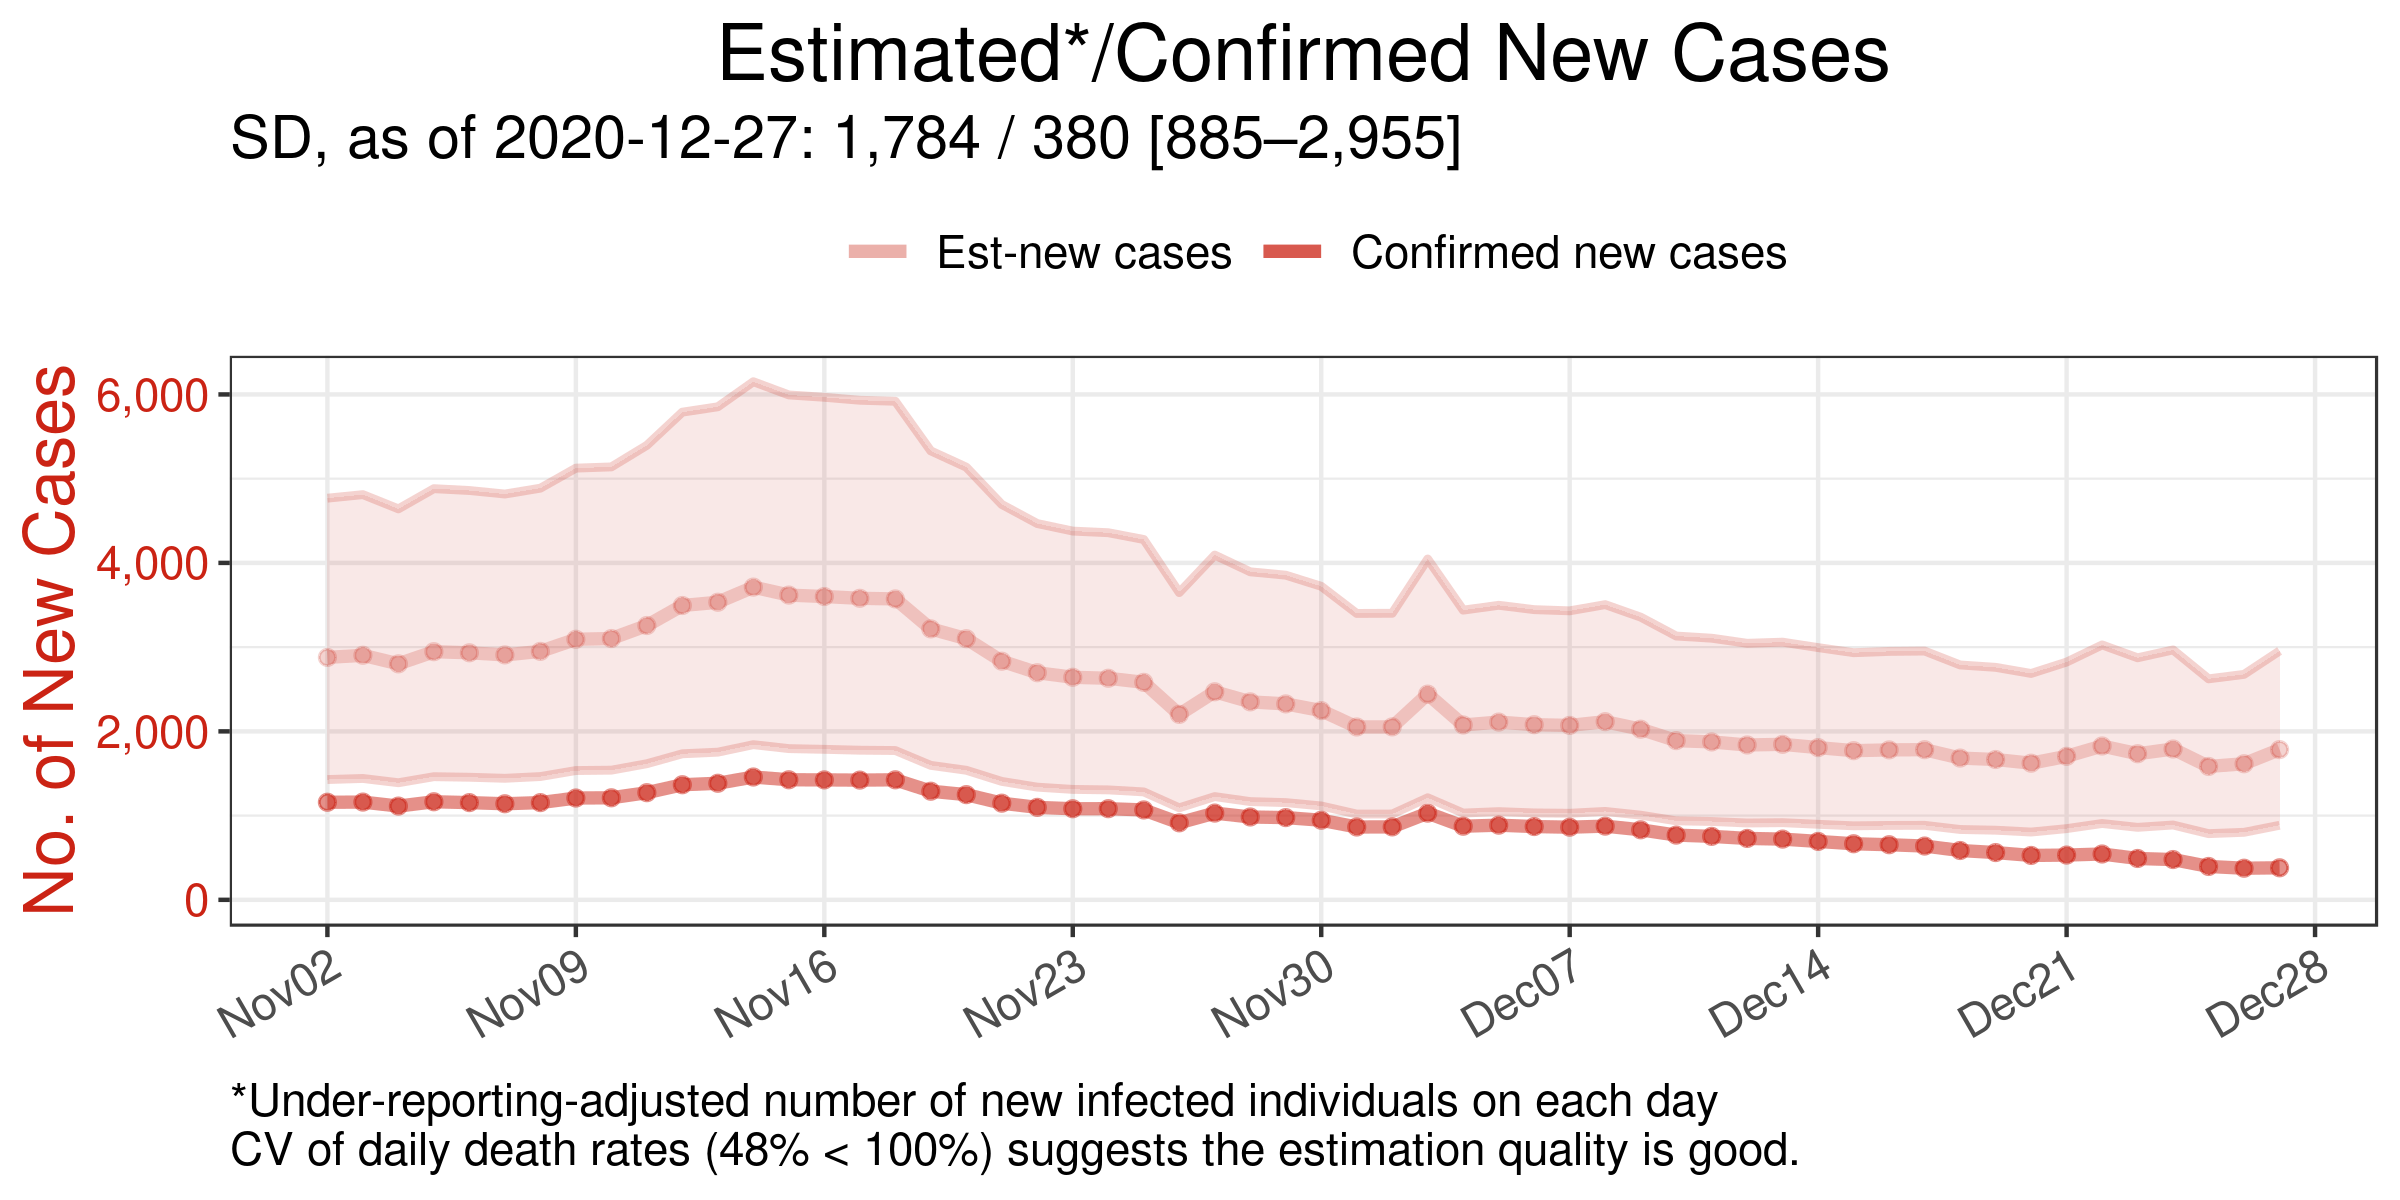 Estimated*/Confirmed New Cases
SD, as of 2020-12-27: 1,784 / 380 [885–2,955]
Est-new cases Confirmed new cases
No. of New Cases
6,000
4,000
2,000
0
Nov02 Nov09 Nov16 Nov23 Nov30 Dec07 Dec14 Dec21 Dec28
*Under-reporting-adjusted number of new infected individuals on each day
CV of daily death rates (48% < 100%) suggests the estimation quality is good.